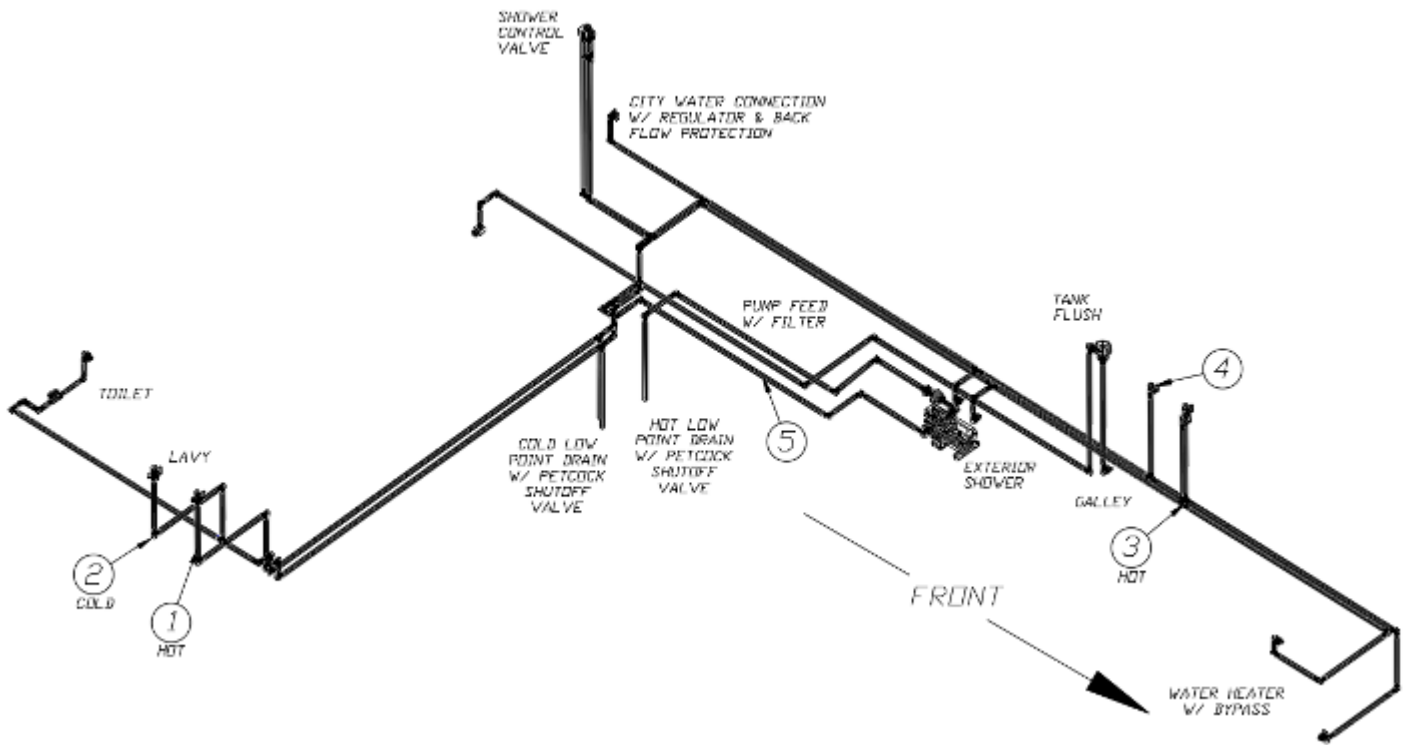 SHOWER
CONTROL
VALVE
CITY WATER CONNECTION
W/ REGULATOR & BACK
FLOW PROTECTION
PUMP FEED
W/ FILTER
TANK
FLUSH
4
TOILET
LAVY
5
COLD LOW
POINT DRAIN
W/ PETCOCK
SHUTOFF
VALVE
HOT LOW
POINT DRAIN
W/ PETCOCK
SHUTOFF
VALVE
EXTERIOR
SHOWER
GALLEY
3
HOT
2
COLD
1
HOT
FRONT
WATER HEATER
W/ BYPASS